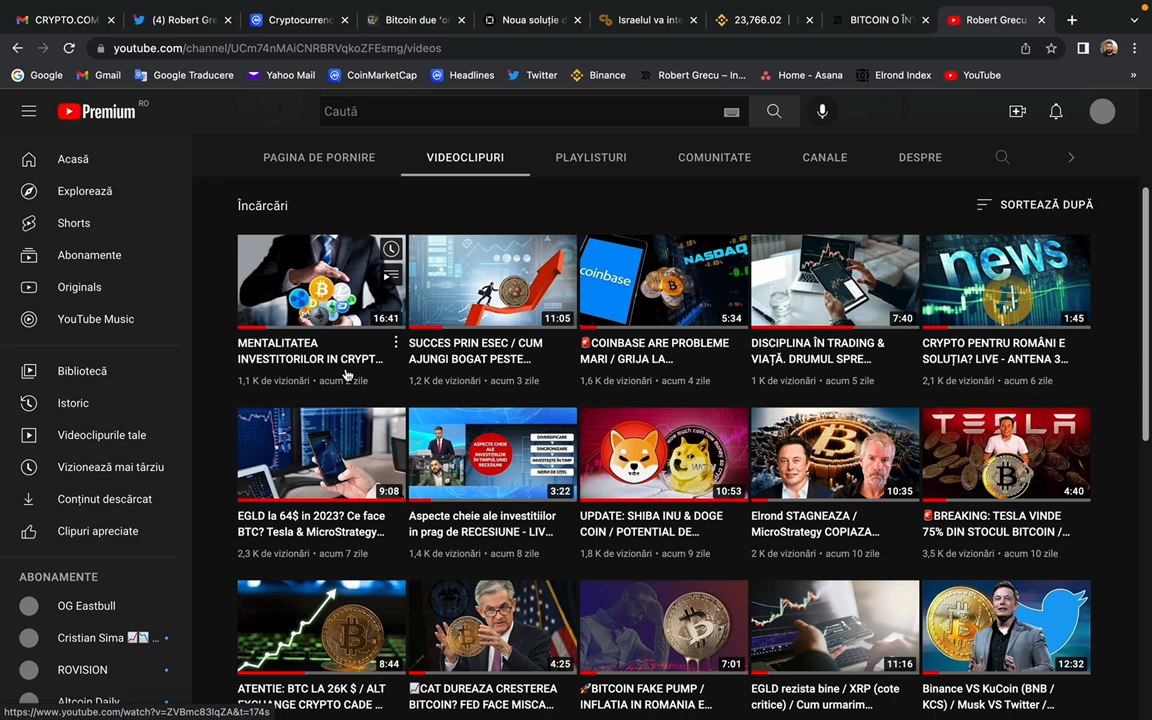 CRYPTO.COM
(4) Robert Gre
Cryptocurrenc
Bitcoin due 'or
Noua soluție d
Israelul va inte
23,766.02 |
BITCOIN O ÎNT
Robert Grecu
youtube.com/channel/UCm74nMAiCNRBRVqkoZFEsmg/videos
Google
Gmail
Google Traducere
Yahoo Mail
CoinMarketCap
Headlines
Twitter
Binance
Robert Grecu – In...
Home - Asana
Elrond Index
YouTube
Premium RO
Caută
Acasă
Explorează
Shorts
Abonamente
Originals
YouTube Music
Bibliotecă
Istoric
Videoclipurile tale
Vizionează mai târziu
Conținut descărcat
Clipuri apreciate
ABONAMENTE
OG Eastbull
Cristian Sima 📈📉 ...
ROVISION
Altcoin Daily
PAGINA DE PORNIRE
VIDEOCLIPURI
PLAYLISTURI
COMUNITATE
CANALE
DESPRE
Încărcări
SORTEAZĂ DUPĂ
16:41
MENTALITATEA
INVESTITORILOR IN CRYPT...
1,1 K de vizionări • acum zile
11:05
SUCCES PRIN ESEC / CUM
AJUNGI BOGAT PESTE...
1,2 K de vizionări • acum 3 zile
coinbase
NASDAQ
5:34
🚨COINBASE ARE PROBLEME
MARI / GRIJA LA...
1,6 K de vizionări • acum 4 zile
7:40
DISCIPLINA ÎN TRADING &
VIAȚĂ. DRUMUL SPRE...
1 K de vizionări • acum 5 zile
news
1:45
CRYPTO PENTRU ROMÂNI E
SOLUȚIA? LIVE - ANTENA 3...
2,1 K de vizionări • acum 6 zile
9:08
EGLD la 64$ in 2023? Ce face
BTC? Tesla & MicroStrategy...
2,3 K de vizionări • acum 7 zile
ASPECTE CHEIE
ALE
INVESTITIILOR
ÎN TIMPUL UNEI
RECESIUNI
DIVERSIFICARE
3:22
Aspecte cheie ale investitiilor
in prag de RECESIUNE - LIV...
1,4 K de vizionări • acum 8 zile
WOW
10:53
UPDATE: SHIBA INU & DOGE
COIN / POTENTIAL DE...
1,8 K de vizionări • acum 9 zile
10:35
Elrond STAGNEAZA /
MicroStrategy COPIAZA...
2 K de vizionări • acum 10 zile
TESLA
4:40
🚨BREAKING: TESLA VINDE
75% DIN STOCUL BITCOIN /...
3,5 K de vizionări • acum 10 zile
8:44
ATENTIE: BTC LA 26K $ / ALT
EXCHANGE CRYPTO CADE ...
4:25
📈CAT DUREAZA CRESTEREA
BITCOIN? FED FACE MISCA...
7:01
🚀BITCOIN FAKE PUMP /
INFLATIA IN ROMANIA E...
11:16
EGLD rezista bine / XRP (cote
critice) / Cum urmarim...
12:32
Binance VS KuCoin (BNB /
KCS) / Musk VS Twitter /...
https://www.youtube.com/watch?v=ZVBmc83lqZA&t=174s